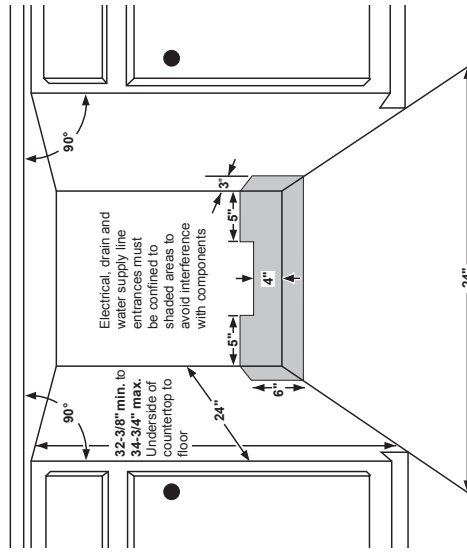 90°
90°
32-3/8" min. to
34-3/4" max.
Underside of
countertop to
floor
24"
Electrical, drain and
water supply line
entrances must
be confined to
shaded areas to
avoid interference
with components
5"
5"
3"
4"
6"
24"